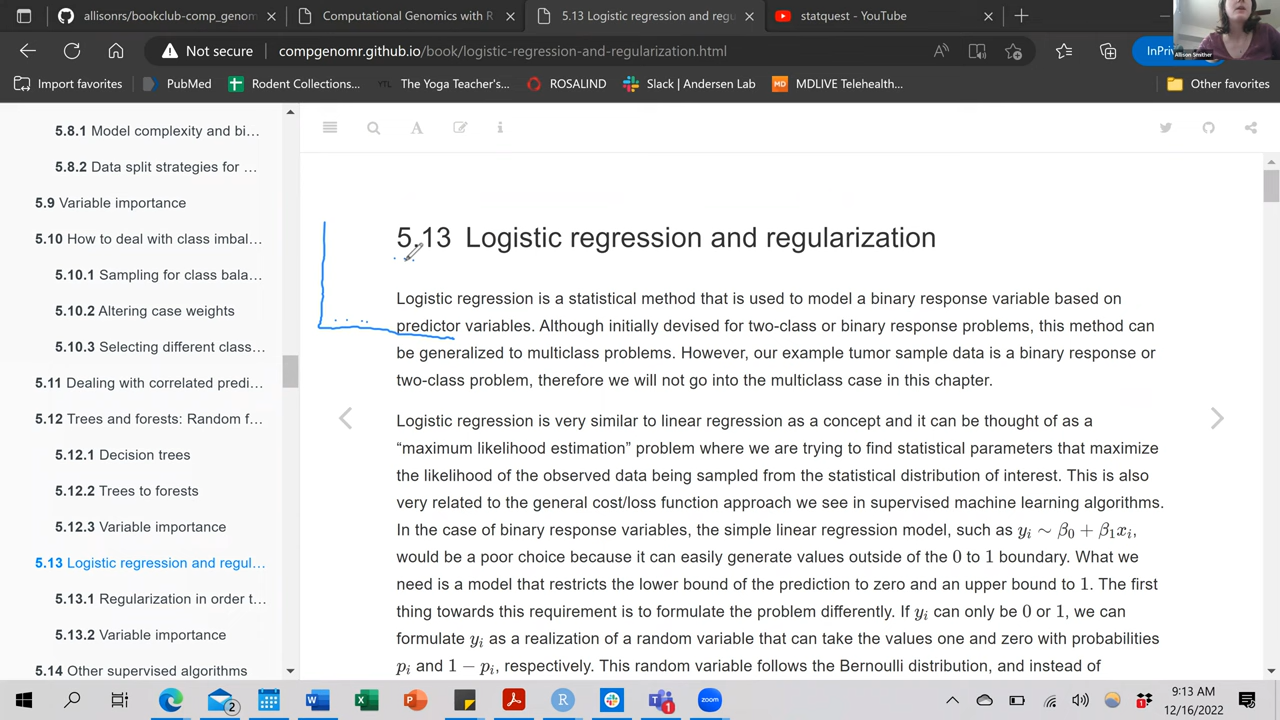 allisonrs/bookclub-comp_genom
Computational Genomics with R
5.13 Logistic regression and regu
statquest - YouTube
Not secure
compgenomr.github.io/book/logistic-regression-and-regularization.html
InPriv
Allison Smither
Import favorites
PubMed
Rodent Collections...
YTL
The Yoga Teacher's...
ROSALIND
Slack | Andersen Lab
MD
MDLIVE Telehealth...
Other favorites
5.8.1 Model complexity and bi...
5.8.2 Data split strategies for ...
5.9 Variable importance
5.10 How to deal with class imbal...
5.10.1 Sampling for class bala...
5.10.2 Altering case weights
5.10.3 Selecting different class...
5.11 Dealing with correlated predi...
5.12 Trees and forests: Random f...
5.12.1 Decision trees
5.12.2 Trees to forests
5.12.3 Variable importance
5.13 Logistic regression and regul...
5.13.1 Regularization in order t...
5.13.2 Variable importance
5.14 Other supervised algorithms
5.13 Logistic regression and regularization
Logistic regression is a statistical method that is used to model a binary response variable based on
predictor variables. Although initially devised for two-class or binary response problems, this method can
be generalized to multiclass problems. However, our example tumor sample data is a binary response or
two-class problem, therefore we will not go into the multiclass case in this chapter.
Logistic regression is very similar to linear regression as a concept and it can be thought of as a
“maximum likelihood estimation” problem where we are trying to find statistical parameters that maximize
the likelihood of the observed data being sampled from the statistical distribution of interest. This is also
very related to the general cost/loss function approach we see in supervised machine learning algorithms.
In the case of binary response variables, the simple linear regression model, such as yᵢ ∼ β₀ + β₁xᵢ,
would be a poor choice because it can easily generate values outside of the 0 to 1 boundary. What we
need is a model that restricts the lower bound of the prediction to zero and an upper bound to 1. The first
thing towards this requirement is to formulate the problem differently. If yᵢ can only be 0 or 1, we can
formulate yᵢ as a realization of a random variable that can take the values one and zero with probabilities
pᵢ and 1 − pᵢ, respectively. This random variable follows the Bernoulli distribution, and instead of
2
1
zoom
1
9:13 AM
12/16/2022